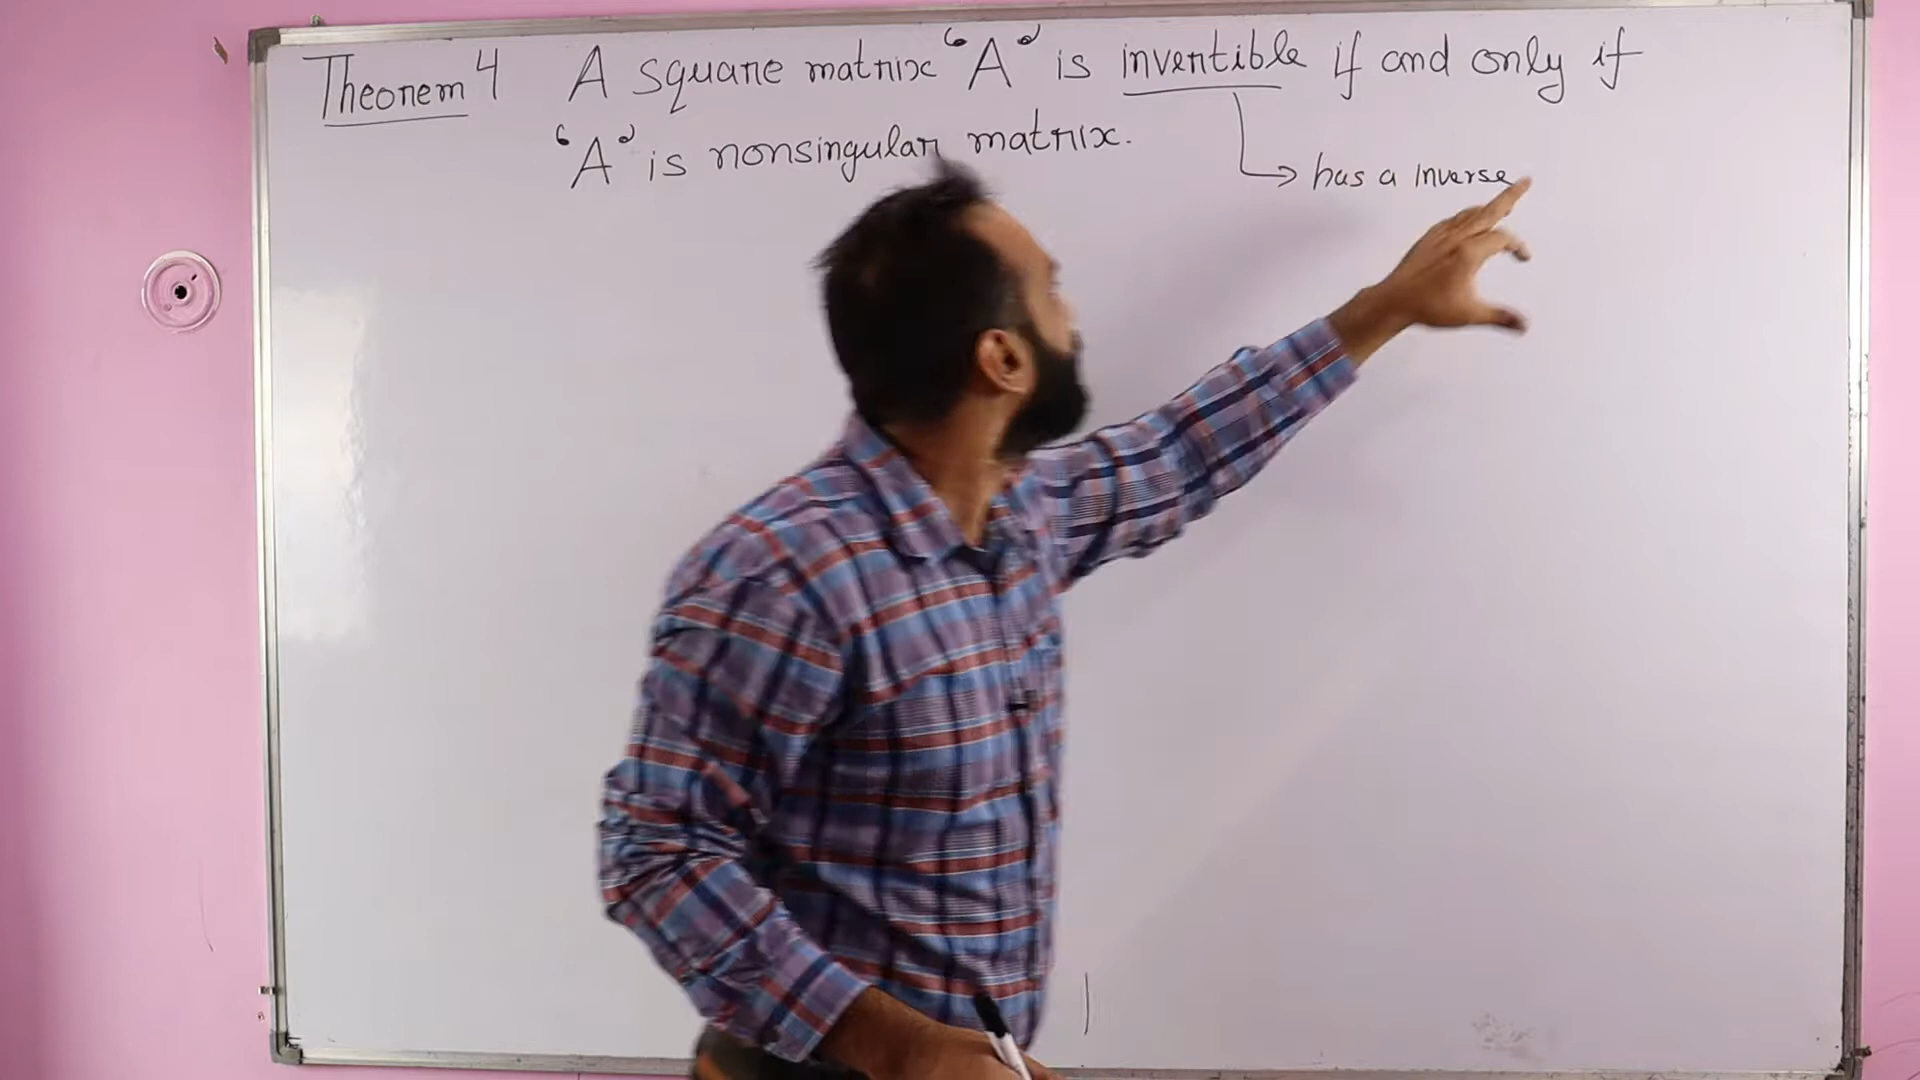 Theorem 4 A square matrix ‘A’ is invertible if and only if
‘A’ is nonsingular matrix.
→ has a inverse